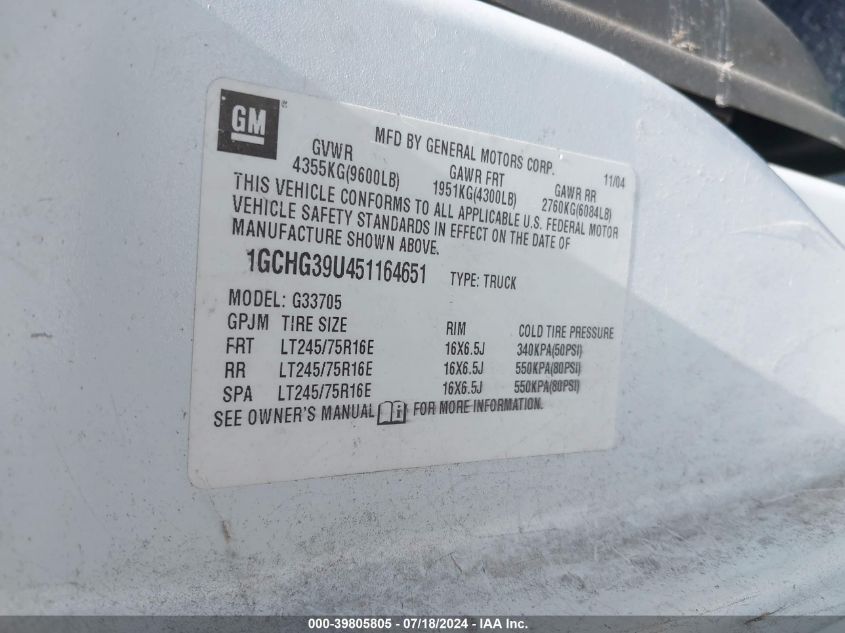 GM®
MFD BY GENERAL MOTORS CORP. 11/04
GVWR GAWR FRT GAWR RR
4355KG(9600LB) 1951KG(4300LB) 2760KG(6084LB)
THIS VEHICLE CONFORMS TO ALL APPLICABLE U.S. FEDERAL MOTOR
VEHICLE SAFETY STANDARDS IN EFFECT ON THE DATE OF
MANUFACTURE SHOWN ABOVE.
1GCHG39U451164651 TYPE: TRUCK
MODEL: G33705
GPJM TIRE SIZE RIM COLD TIRE PRESSURE
FRT LT245/75R16E 16X6.5J 340KPA(50PSI)
RR LT245/75R16E 16X6.5J 550KPA(80PSI)
SPA LT245/75R16E 16X6.5J 550KPA(80PSI)
SEE OWNER'S MANUAL FOR MORE INFORMATION.
000-39805805 - 07/18/2024 - IAA Inc.